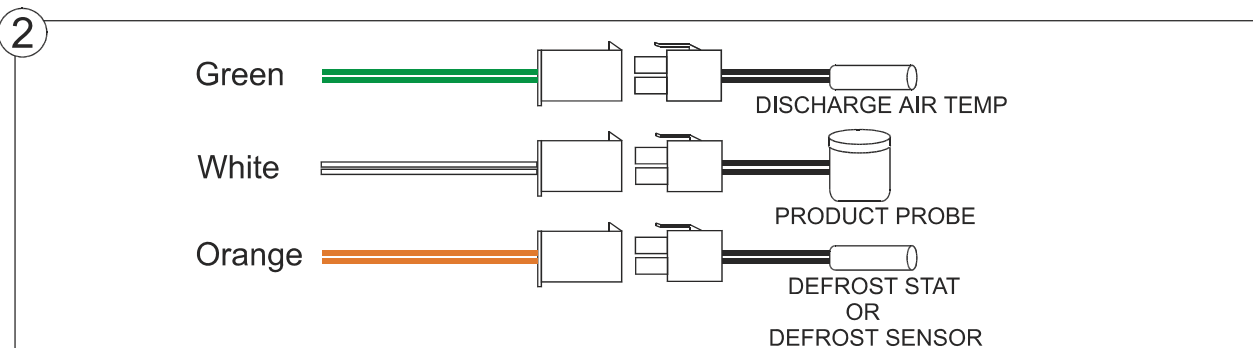 2
Green
DISCHARGE AIR TEMP
White
PRODUCT PROBE
Orange
DEFROST STAT
OR
DEFROST SENSOR